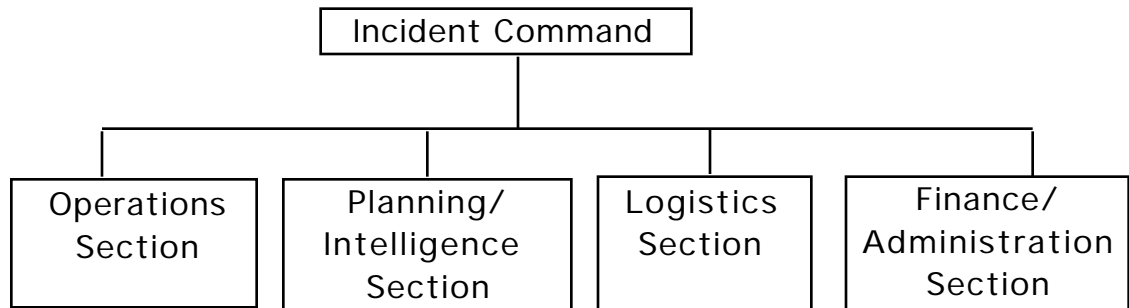 Incident Command
Operations
Section
Planning/
Intelligence
Section
Logistics
Section
Finance/
Administration
Section